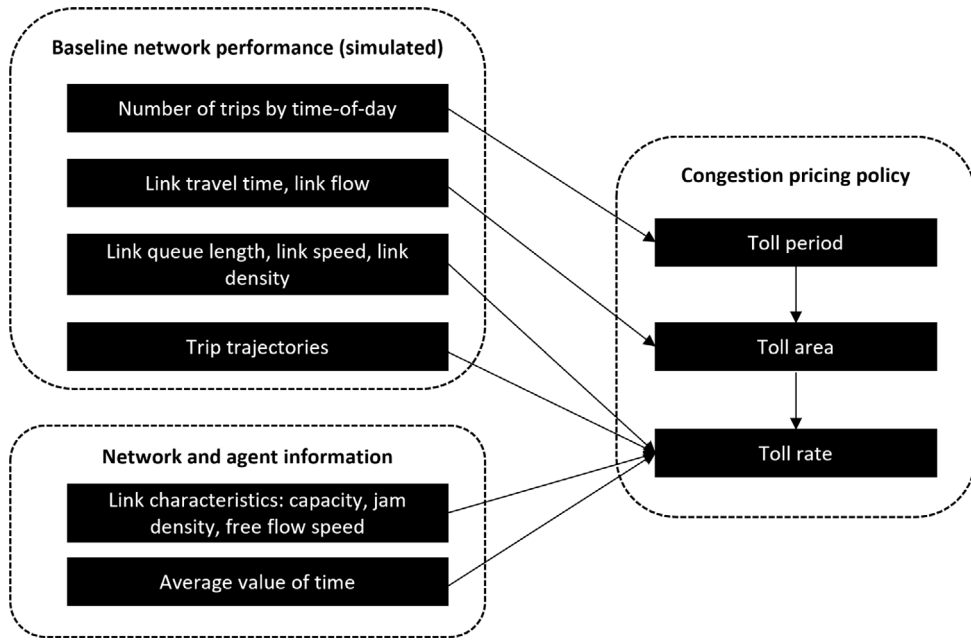 Baseline network performance (simulated)
Number of trips by time-of-day
Link travel time, link flow
Link queue length, link speed, link
density
Trip trajectories
Network and agent information
Link characteristics: capacity, jam
density, free flow speed
Average value of time
Congestion pricing policy
Toll period
Toll area
Toll rate